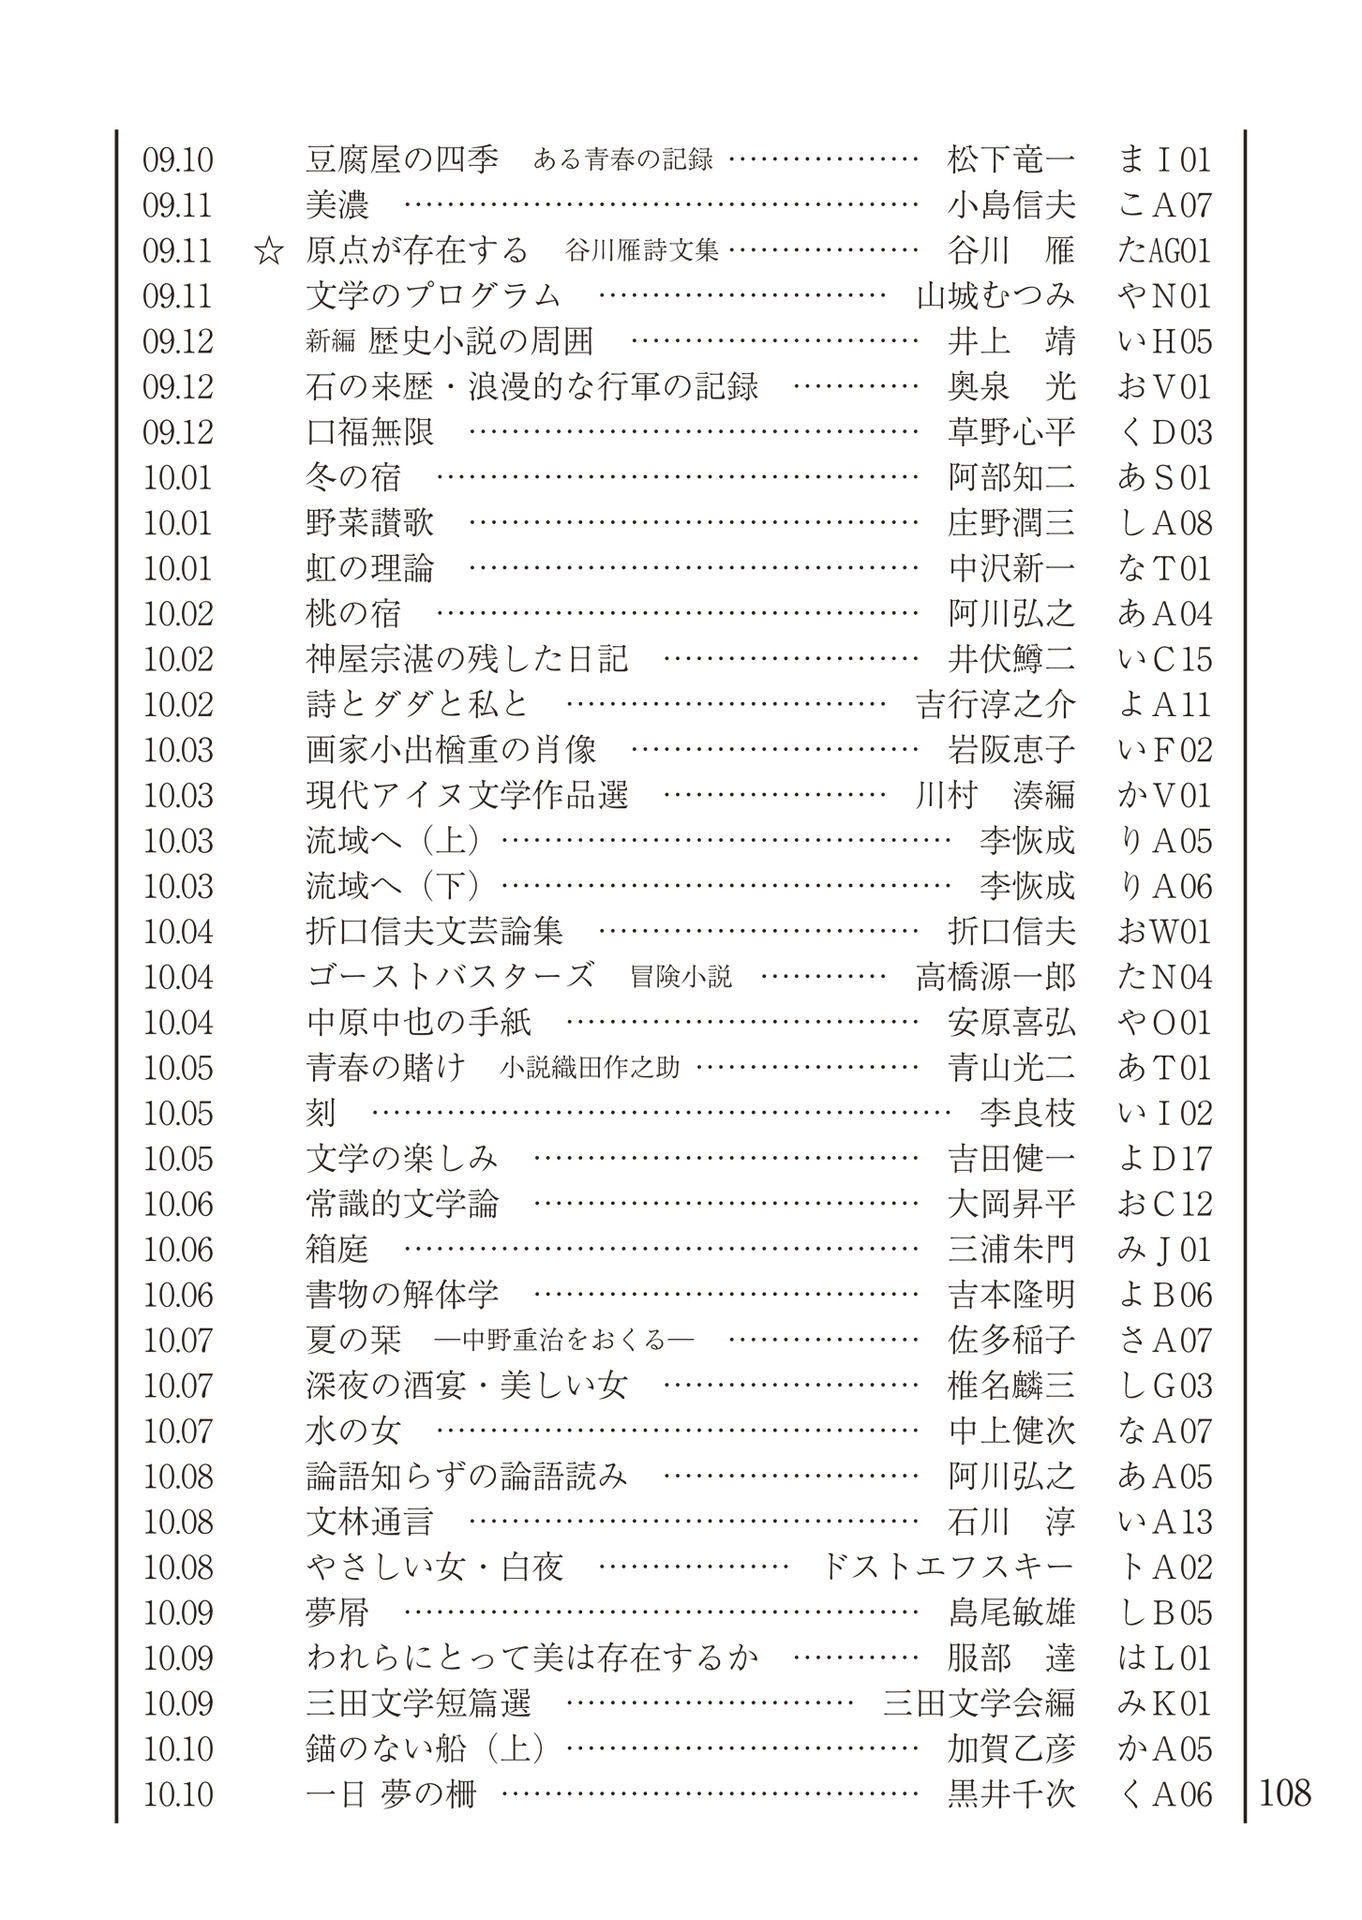 09.10 豆腐屋の四季 ある青春の記録 ……………… 松下竜一 まI01
09.11 美濃 ………………………………………… 小島信夫 こA07
09.11 ☆ 原点が存在する 谷川雁詩文集 ……………… 谷川 雁 たAG01
09.11 文学のプログラム ……………………… 山城むつみ やN01
09.12 新編 歴史小説の周囲 ……………………… 井上 靖 いH05
09.12 石の来歴・浪漫的な行軍の記録 ………… 奥泉 光 おV01
09.12 口福無限 …………………………………… 草野心平 くD03
10.01 冬の宿 ……………………………………… 阿部知二 あS01
10.01 野菜讃歌 …………………………………… 庄野潤三 しA08
10.01 虹の理論 …………………………………… 中沢新一 なT01
10.02 桃の宿 ……………………………………… 阿川弘之 あA04
10.02 神屋宗湛の残した日記 …………………… 井伏鱒二 いC15
10.02 詩とダダと私と ………………………… 吉行淳之介 よA11
10.03 画家小出楢重の肖像 ……………………… 岩阪恵子 いF02
10.03 現代アイヌ文学作品選 ………………… 川村 湊編 かV01
10.03 流域へ（上） …………………………………… 李恢成 りA05
10.03 流域へ（下） …………………………………… 李恢成 りA06
10.04 折口信夫文芸論集 ………………………… 折口信夫 おW01
10.04 ゴーストバスターズ 冒険小説 ………… 高橋源一郎 たN04
10.04 中原中也の手紙 …………………………… 安原喜弘 やO01
10.05 青春の賭け 小説織田作之助 ………………… 青山光二 あT01
10.05 刻 ……………………………………………… 李良枝 いI02
10.05 文学の楽しみ ……………………………… 吉田健一 よD17
10.06 常識的文学論 ……………………………… 大岡昇平 おC12
10.06 箱庭 ………………………………………… 三浦朱門 みJ01
10.06 書物の解体学 ……………………………… 吉本隆明 よB06
10.07 夏の栞 ―中野重治をおくる― ……………… 佐多稲子 さA07
10.07 深夜の酒宴・美しい女 …………………… 椎名麟三 しG03
10.07 水の女 ……………………………………… 中上健次 なA07
10.08 論語知らずの論語読み …………………… 阿川弘之 あA05
10.08 文林通言 …………………………………… 石川 淳 いA13
10.08 やさしい女・白夜 ……………… ドストエフスキー トA02
10.09 夢屑 ………………………………………… 島尾敏雄 しB05
10.09 われらにとって美は存在するか ………… 服部 達 はL01
10.09 三田文学短篇選 ……………………… 三田文学会編 みK01
10.10 錨のない船（上） …………………………… 加賀乙彦 かA05
10.10 一日 夢の柵 ………………………………… 黒井千次 くA06
108